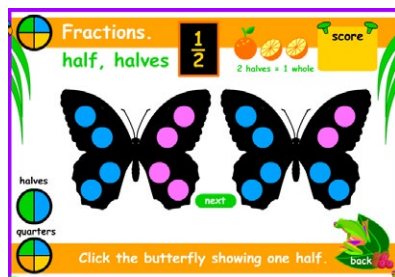 Fractions.
half, halves
1
2
2 halves = 1 whole
score
halves
quarters
next
Click the butterfly showing one half.
back